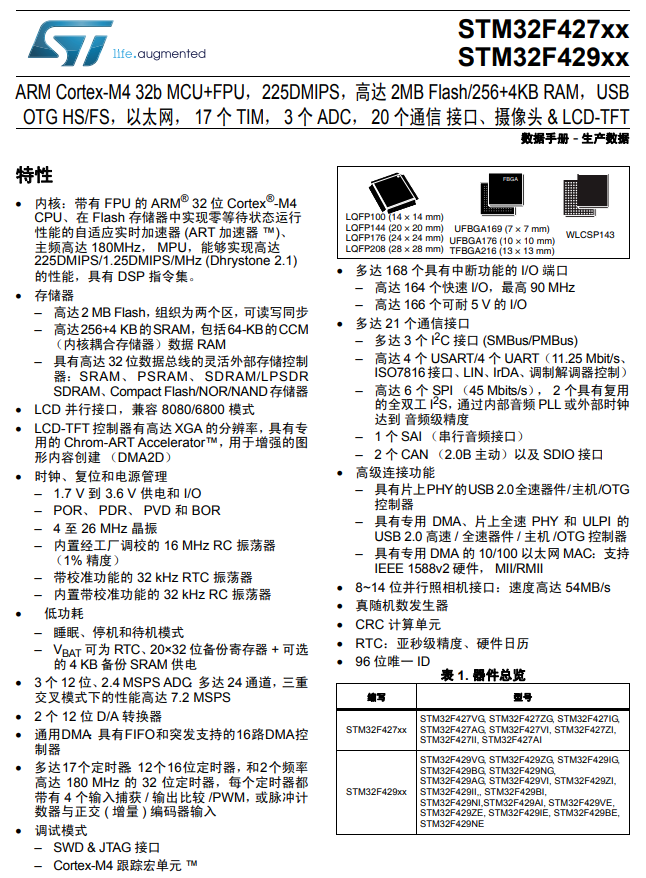 life.augmented
STM32F427xx
STM32F429xx
ARM Cortex-M4 32b MCU+FPU，225DMIPS，高达 2MB Flash/256+4KB RAM，USB
OTG HS/FS，以太网， 17 个 TIM， 3 个 ADC， 20 个通信 接口、摄像头 & LCD-TFT
数据手册 - 生产数据
特性
• 内核：带有 FPU 的 ARM® 32 位 Cortex®-M4
CPU、在 Flash 存储器中实现零等待状态运行
性能的自适应实时加速器 (ART 加速器 ™)、
主频高达 180MHz， MPU，能够实现高达
225DMIPS/1.25DMIPS/MHz (Dhrystone 2.1)
的性能，具有 DSP 指令集。
• 存储器
– 高达 2 MB Flash，组织为两个区，可读写同步
– 高达 256+4 KB 的 SRAM，包括 64-KB 的 CCM
（内核耦合存储器）数据 RAM
– 具有高达 32 位数据总线的灵活外部存储控制
器：SRAM、 PSRAM、 SDRAM/LPSDR
SDRAM、Compact Flash/NOR/NAND 存储器
• LCD 并行接口，兼容 8080/6800 模式
• LCD-TFT 控制器有高达 XGA 的分辨率，具有专
用的 Chrom-ART Accelerator™，用于增强的图
形内容创建 （DMA2D）
• 时钟、复位和电源管理
– 1.7 V 到 3.6 V 供电和 I/O
– POR、 PDR、 PVD 和 BOR
– 4 至 26 MHz 晶振
– 内置经工厂调校的 16 MHz RC 振荡器
（1% 精度）
– 带校准功能的 32 kHz RTC 振荡器
– 内置带校准功能的 32 kHz RC 振荡器
• 低功耗
– 睡眠、停机和待机模式
– VBAT 可为 RTC、20×32 位备份寄存器 + 可选
的 4 KB 备份 SRAM 供电
• 3 个 12 位、2.4 MSPS ADC: 多达 24 通道，三重
交叉模式下的性能高达 7.2 MSPS
• 2 个 12 位 D/A 转换器
• 通用DMA: 具有FIFO和突发支持的16路DMA控
制器
• 多达17个定时器: 12个16位定时器，和2个频率
高达 180 MHz 的 32 位定时器，每个定时器都
带有 4 个输入捕获 / 输出比较 /PWM，或脉冲计
数器与正交 ( 增量 ) 编码器输入
• 调试模式
– SWD & JTAG 接口
– Cortex-M4 跟踪宏单元 ™
FBGA
LQFP100 (14 × 14 mm)
LQFP144 (20 × 20 mm)
LQFP176 (24 × 24 mm)
LQFP208 (28 × 28 mm)
UFBGA169 (7 × 7 mm)
UFBGA176 (10 × 10 mm)
TFBGA216 (13 × 13 mm)
WLCSP143
• 多达 168 个具有中断功能的 I/O 端口
– 高达 164 个快速 I/O，最高 90 MHz
– 高达 166 个可耐 5 V 的 I/O
• 多达 21 个通信接口
– 多达 3 个 I2C 接口 (SMBus/PMBus)
– 高达 4 个 USART/4 个 UART（11.25 Mbit/s、
ISO7816 接口、LIN、IrDA、调制解调器控制）
– 高达 6 个 SPI （45 Mbits/s）， 2 个具有复用
的全双工 I2S，通过内部音频 PLL 或外部时钟
达到 音频级精度
– 1 个 SAI （串行音频接口）
– 2 个 CAN （2.0B 主动）以及 SDIO 接口
• 高级连接功能
– 具有片上 PHY 的 USB 2.0 全速器件/主机/OTG
控制器
– 具有专用 DMA、片上全速 PHY 和 ULPI 的
USB 2.0 高速 / 全速器件 / 主机 /OTG 控制器
– 具有专用 DMA 的 10/100 以太网 MAC：支持
IEEE 1588v2 硬件， MII/RMII
• 8~14 位并行照相机接口：速度高达 54MB/s
• 真随机数发生器
• CRC 计算单元
• RTC：亚秒级精度、硬件日历
• 96 位唯一 ID
表 1. 器件总览
缩写 型号
STM32F427xx
STM32F427VG, STM32F427ZG, STM32F427IG,
STM32F427AG, STM32F427VI, STM32F427ZI,
STM32F427II, STM32F427AI
STM32F429xx
STM32F429VG, STM32F429ZG, STM32F429IG,
STM32F429BG, STM32F429NG,
STM32F429AG, STM32F429VI, STM32F429ZI,
STM32F429II,, STM32F429BI,
STM32F429NI,STM32F429AI, STM32F429VE,
STM32F429ZE, STM32F429IE, STM32F429BE,
STM32F429NE